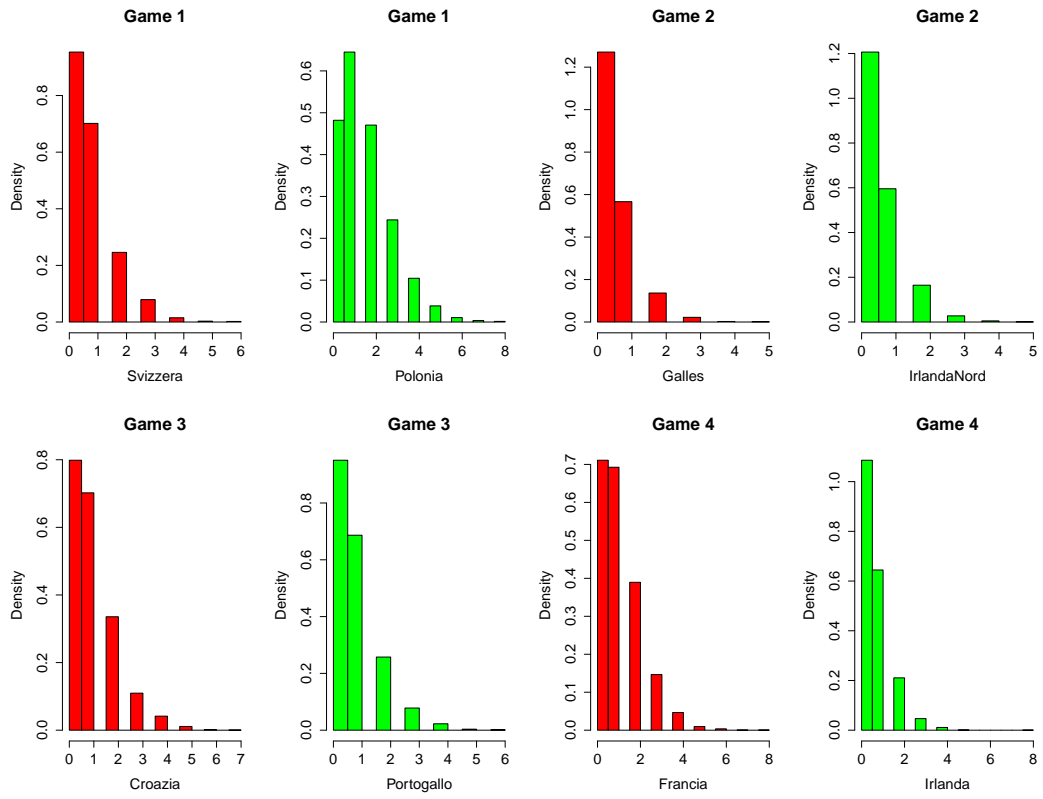 Game 1
Density
0.0 0.2 0.4 0.6 0.8
0 1 2 3 4 5 6
Svizzera
Game 1
Density
0.0 0.1 0.2 0.3 0.4 0.5 0.6
0 2 4 6 8
Polonia
Game 2
Density
0.0 0.2 0.4 0.6 0.8 1.0 1.2
0 1 2 3 4 5
Galles
Game 2
Density
0.0 0.2 0.4 0.6 0.8 1.0 1.2
0 1 2 3 4 5
IrlandaNord
Game 3
Density
0.0 0.2 0.4 0.6 0.8
0 1 2 3 4 5 6 7
Croazia
Game 3
Density
0.0 0.2 0.4 0.6 0.8
0 1 2 3 4 5 6
Portogallo
Game 4
Density
0.0 0.1 0.2 0.3 0.4 0.5 0.6 0.7
0 2 4 6 8
Francia
Game 4
Density
0.0 0.2 0.4 0.6 0.8 1.0
0 2 4 6 8
Irlanda